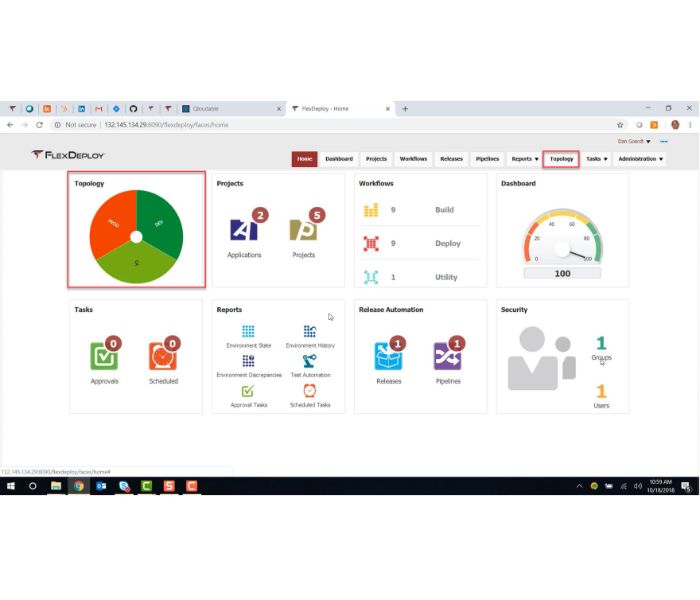 Qloudable
FlexDeploy - Home
Not secure | 132.145.134.29:8090/flexdeploy/faces/home
Dan Goerdt
FLEXDEPLOY
Home Dashboard Projects Workflows Releases Pipelines Reports Topology Tasks Administration
Topology
PROD
DEV
Projects
2
Applications
5
Projects
Workflows
9 Build
9 Deploy
1 Utility
Dashboard
0 20 40 60 80 100
100
Tasks
0
Approvals
0
Scheduled
Reports
Environment State Environment History
Environment Discrepancies Test Automation
Approval Tasks Scheduled Tasks
Release Automation
1
Releases
1
Pipelines
Security
1
Groups
1
Users
132.145.134.29:8090/flexdeploy/faces/home#
10:59 AM
10/18/2018